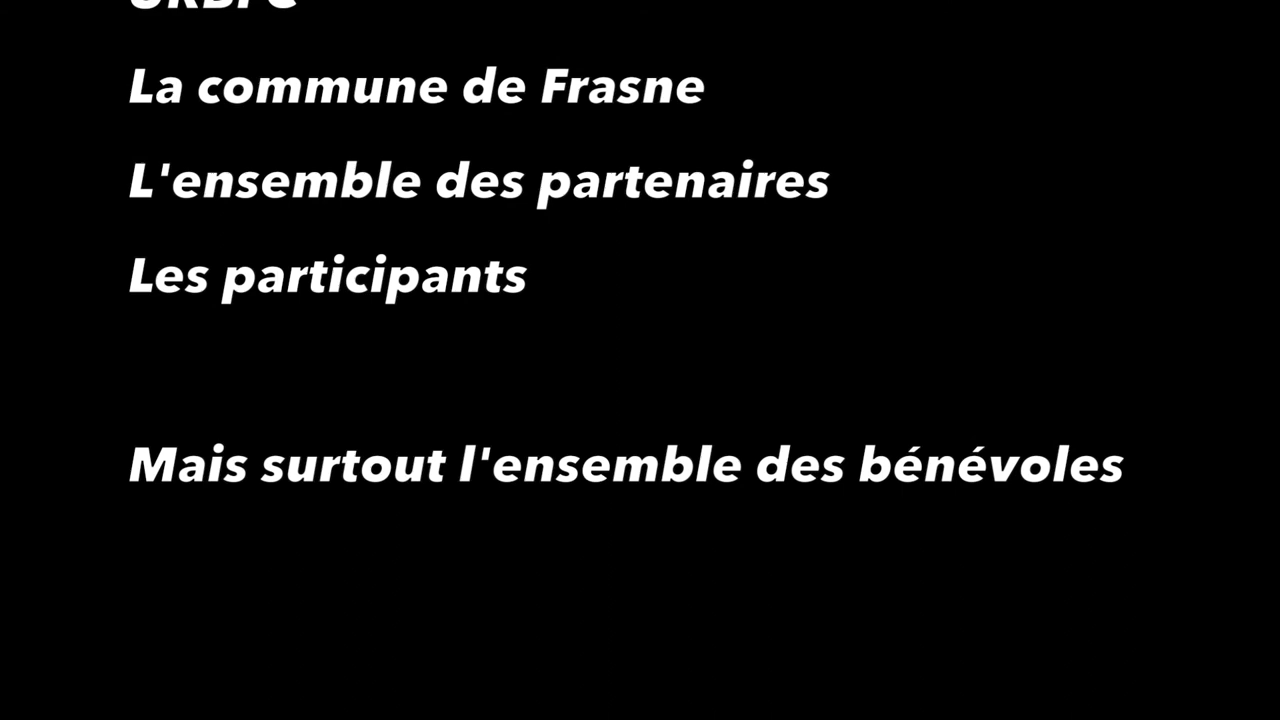 La commune de Frasne
L'ensemble des partenaires
Les participants
Mais surtout l'ensemble des bénévoles